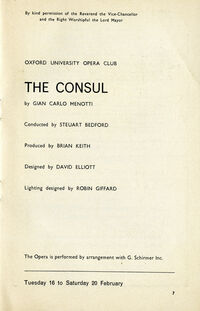 By kind permission of the Reverend the Vice-Chancellor
and the Right Worshipful the Lord Mayor
OXFORD UNIVERSITY OPERA CLUB
THE CONSUL
by GIAN CARLO MENOTTI
Conducted by STEUART BEDFORD
Produced by BRIAN KEITH
Designed by DAVID ELLIOTT
Lighting designed by ROBIN GIFFARD
The Opera is performed by arrangement with G. Schirmer Inc.
Tuesday 16 to Saturday 20 February
7